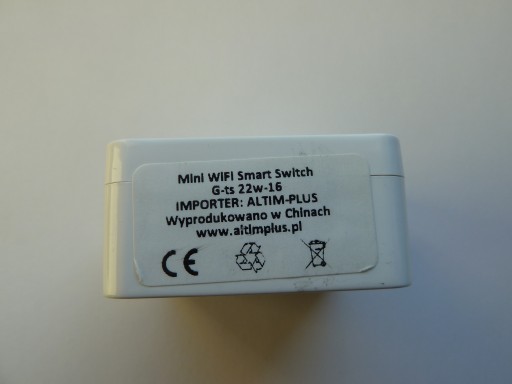 Mini WiFi Smart Switch
G-ts 22w-16
IMPORTER: ALTIM-PLUS
Wyprodukowano w Chinach
www.altimplus.pl
CE